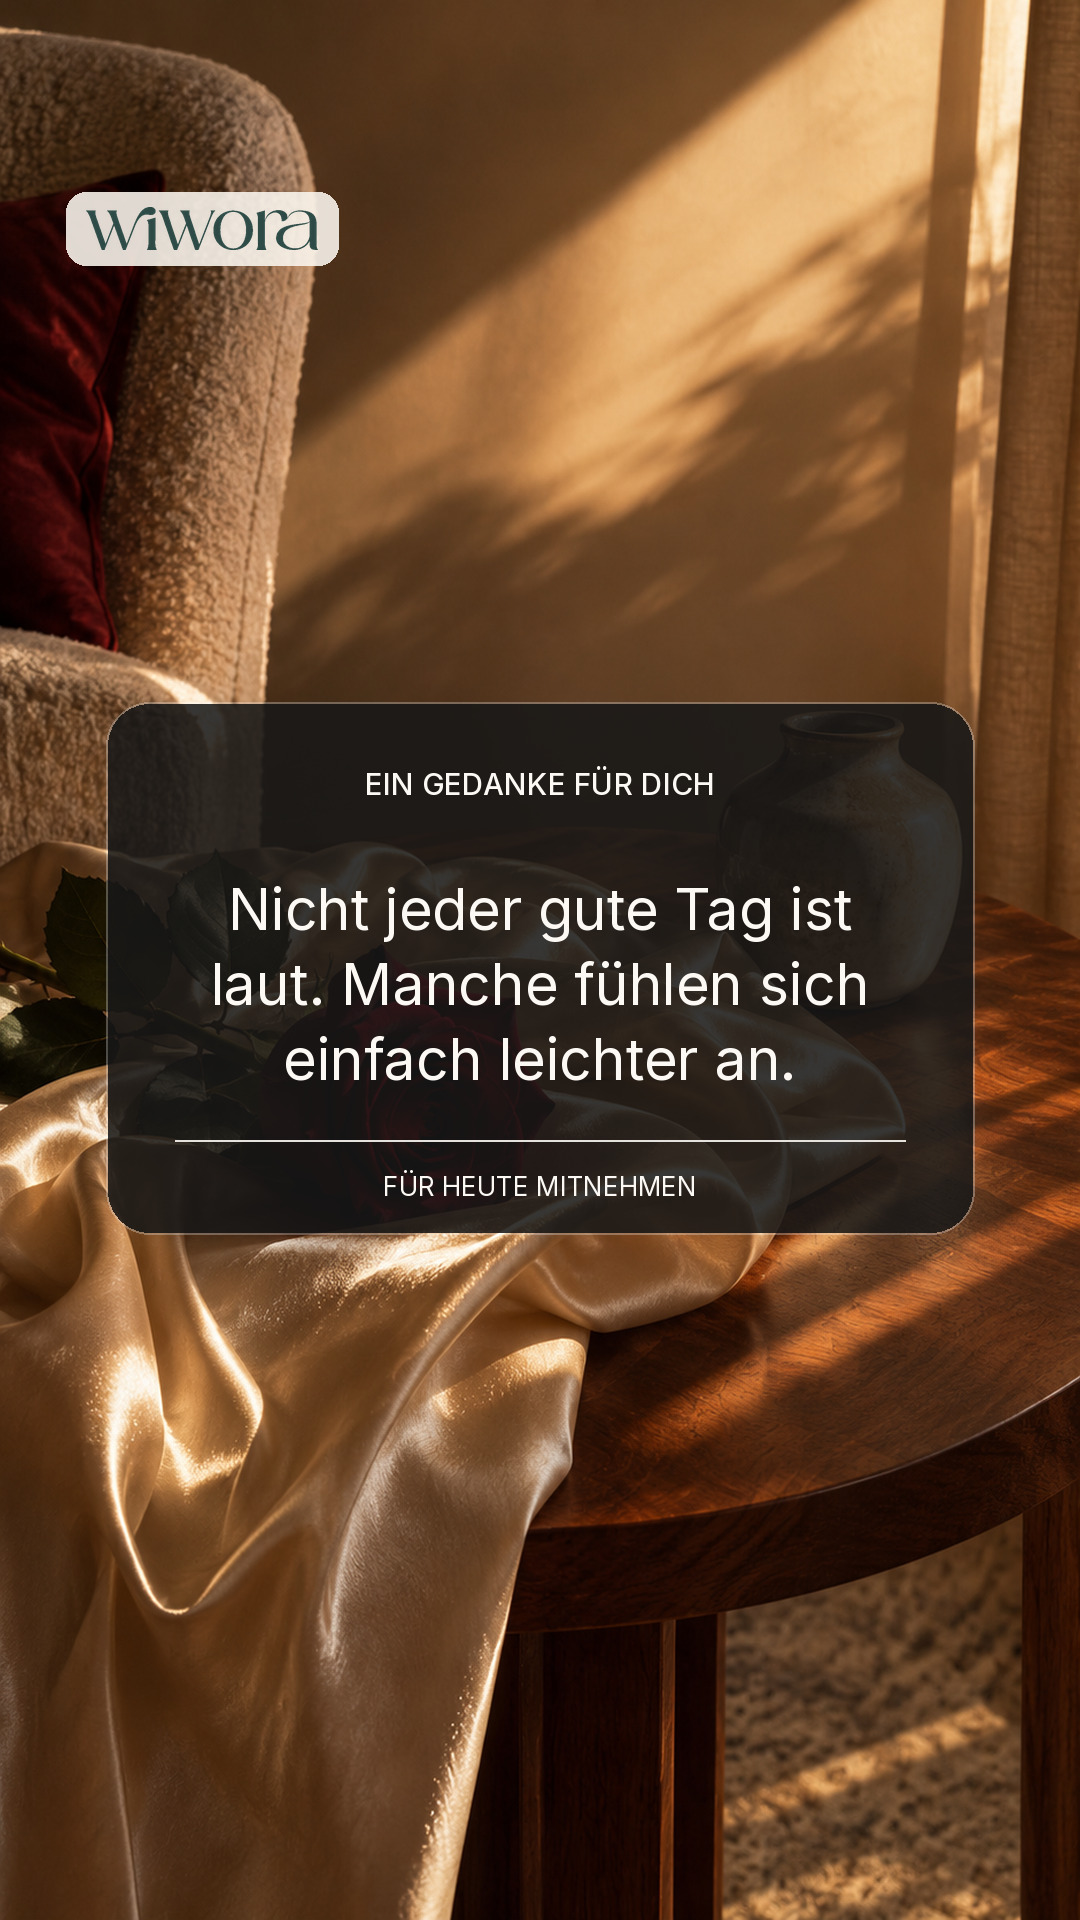 wiwora
EIN GEDANKE FÜR DICH
Nicht jeder gute Tag ist
laut. Manche fühlen sich
einfach leichter an.
FÜR HEUTE MITNEHMEN